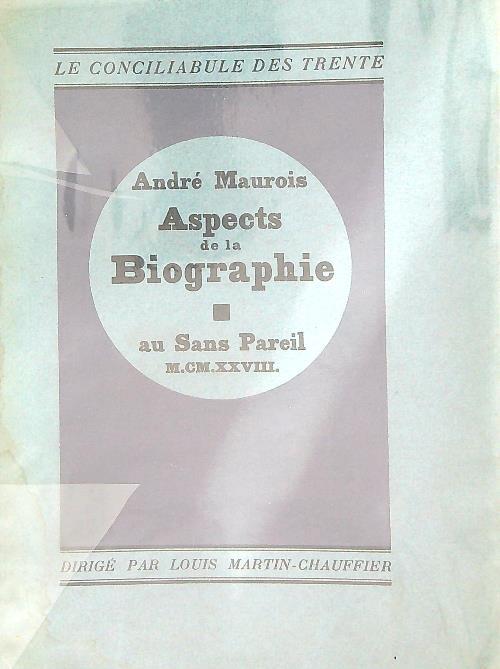 LE CONCILIABULE DES TRENTE
André Maurois
Aspects
de la
Biographie
au Sans Pareil
M.CM.XXVIII.
DIRIGÉ PAR LOUIS MARTIN-CHAUFFIER